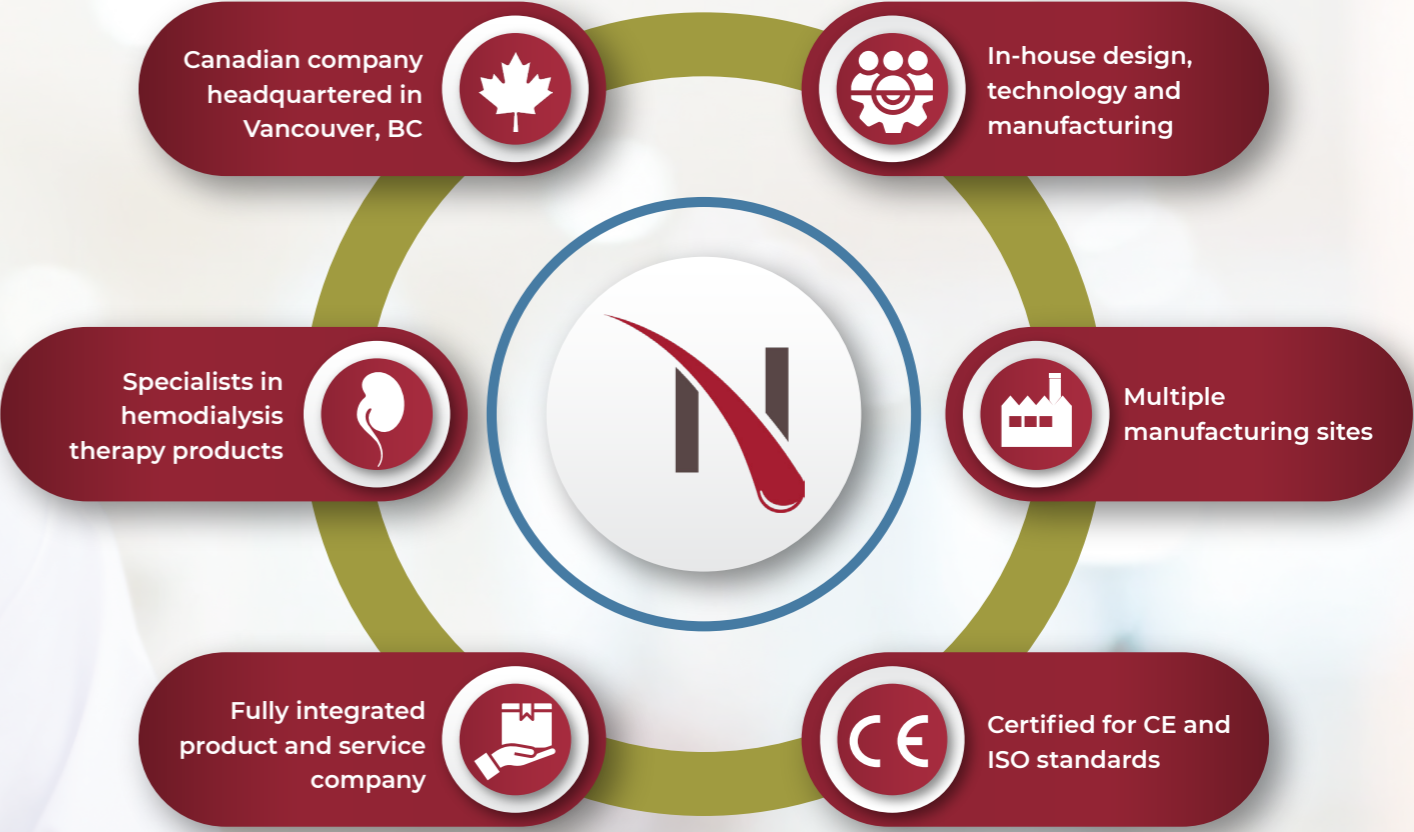 Canadian company
headquartered in
Vancouver, BC
In-house design,
technology and
manufacturing
Specialists in
hemodialysis
therapy products
N
Multiple
manufacturing sites
Fully integrated
product and service
company
CE
Certified for CE and
ISO standards